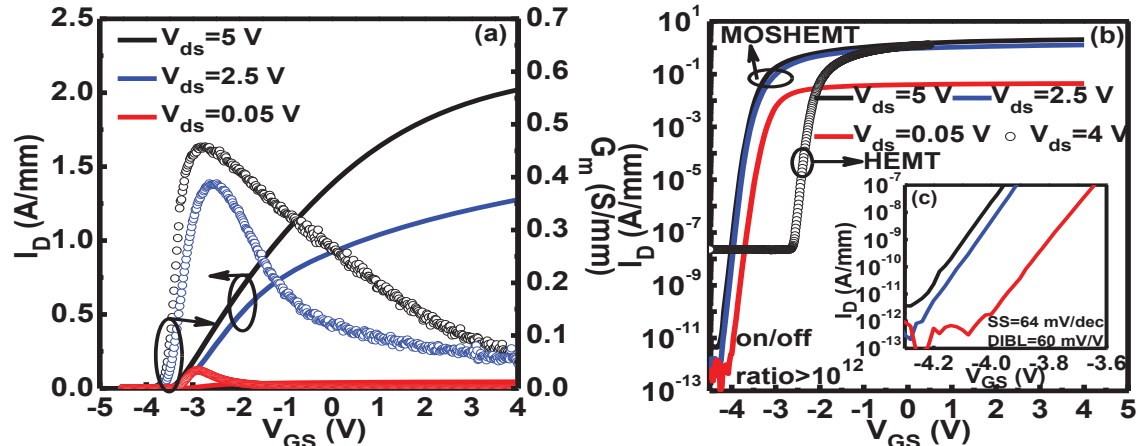 (a)
V_ds=5 V
V_ds=2.5 V
V_ds=0.05 V
2.5
2.0
1.5
1.0
0.5
0.0
I_D (A/mm)
0.7
0.6
0.5
0.4
0.3
0.2
0.1
0.0
G_m (S/mm)
-5 -4 -3 -2 -1 0 1 2 3 4
V_GS (V)
(b)
MOSHEMT
V_ds=5 V V_ds=2.5 V
V_ds=0.05 V V_ds=4 V
HEMT
10^1
10^-1
10^-3
10^-5
10^-7
10^-9
10^-11
10^-13
I_D (A/mm)
on/off
ratio>10^12
-4 -3 -2 -1 0 1 2 3 4 5
V_GS (V)
(c)
10^-7
10^-8
10^-9
10^-10
10^-11
10^-12
10^-13
I_D (A/mm)
SS=64 mV/dec
DIBL=60 mV/V
-4.2 -4.0 -3.8 -3.6
V_GS (V)